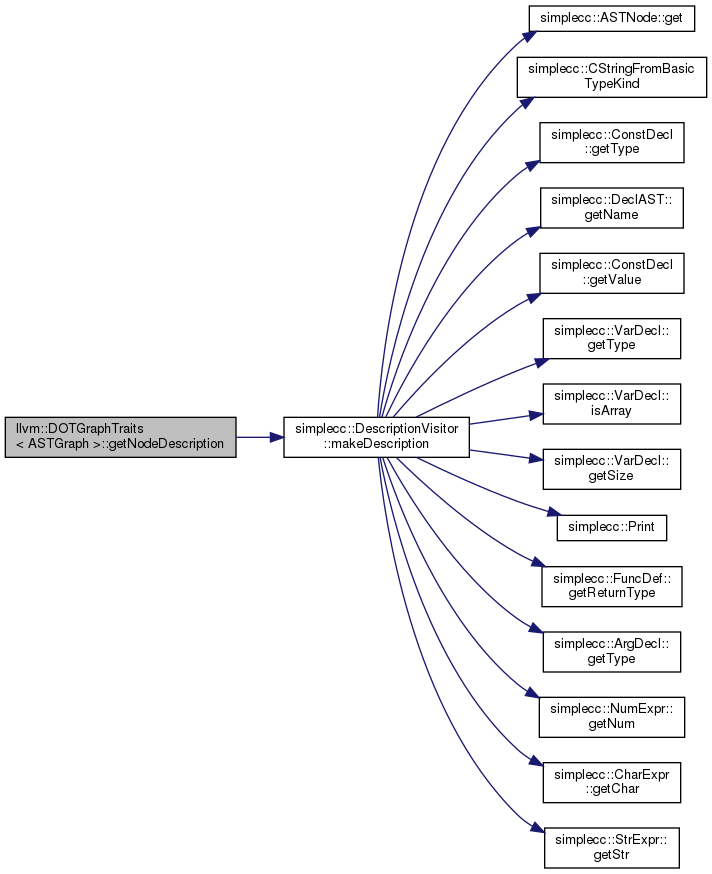 llvm::DOTGraphTraits
< ASTGraph >::getNodeDescription
simplecc::DescriptionVisitor
::makeDescription
simplecc::ASTNode::get
simplecc::CStringFromBasic
TypeKind
simplecc::ConstDecl
::getType
simplecc::DeclAST::
getName
simplecc::ConstDecl
::getValue
simplecc::VarDecl::
getType
simplecc::VarDecl::
isArray
simplecc::VarDecl::
getSize
simplecc::Print
simplecc::FuncDef::
getReturnType
simplecc::ArgDecl::
getType
simplecc::NumExpr::
getNum
simplecc::CharExpr
::getChar
simplecc::StrExpr::
getStr